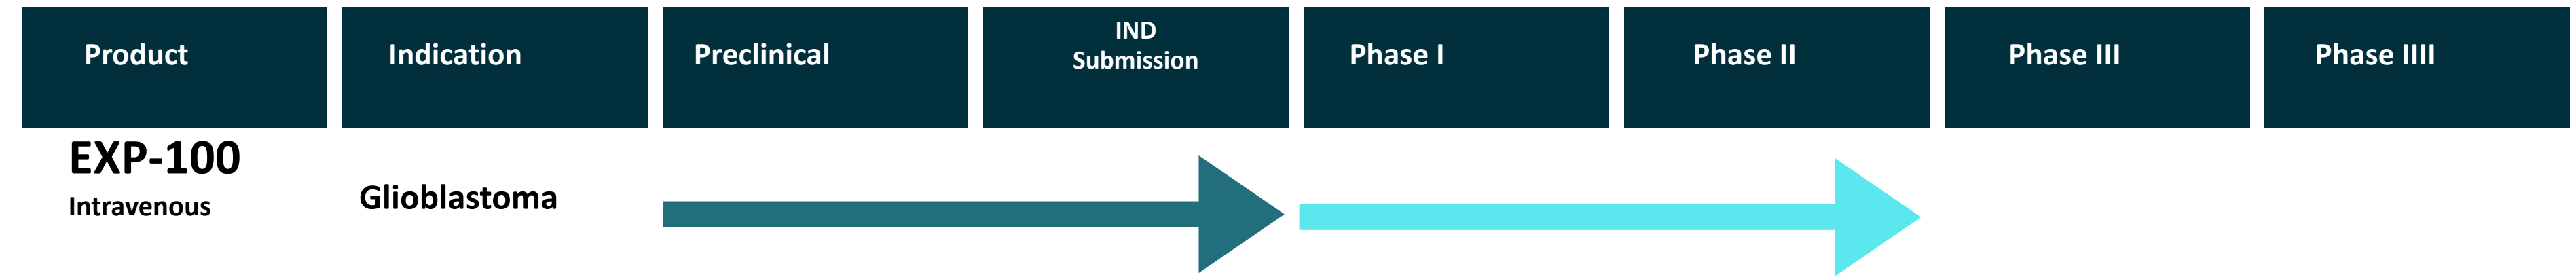 Product
Indication
Preclinical
IND
Submission
Phase I
Phase II
Phase III
Phase IIII
EXP-100
Intravenous
Glioblastoma